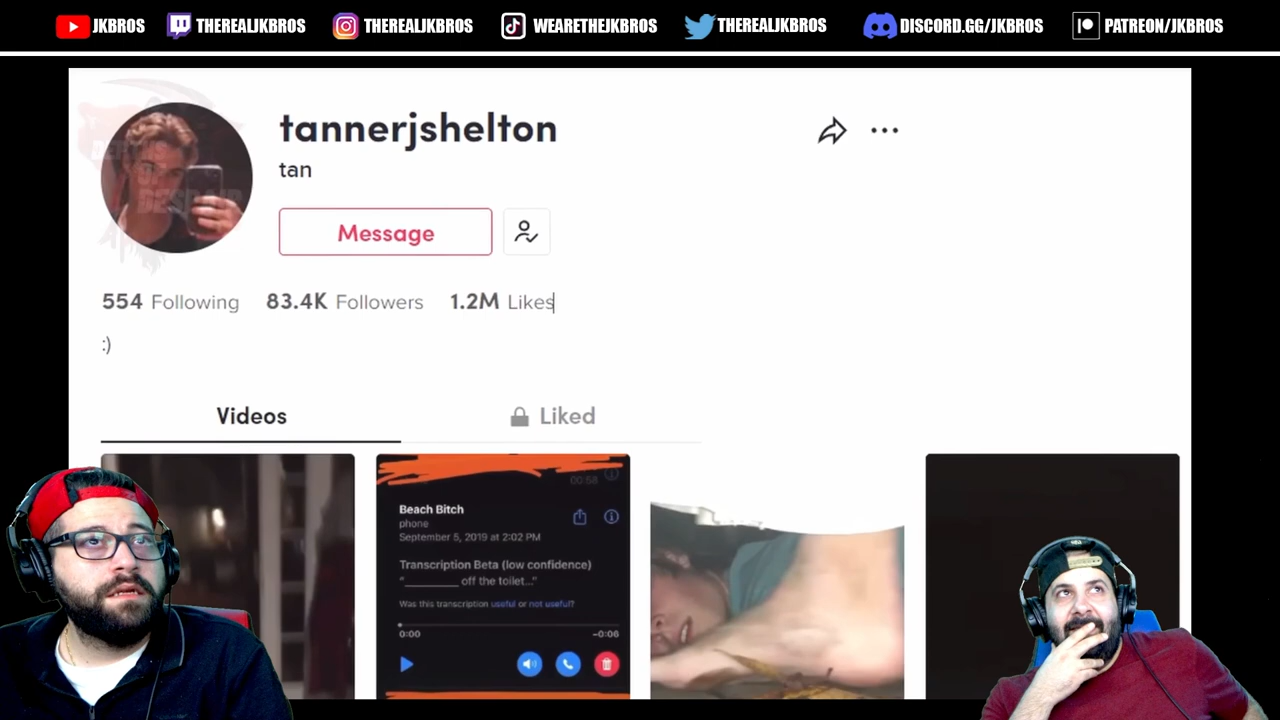 JKBROS THEREALJKBROS THEREALJKBROS WEARETHEJKBROS THEREALJKBROS DISCORD.GG/JKBROS PATREON/JKBROS
tannerjshelton
tan
Message
554 Following 83.4K Followers 1.2M Likes
:)
Videos Liked
00:58
Beach Bitch
phone
September 5, 2019 at 2:02 PM
Transcription Beta (low confidence)
"________ off the toilet..."
Was this transcription useful or not useful?
0:00 -0:06